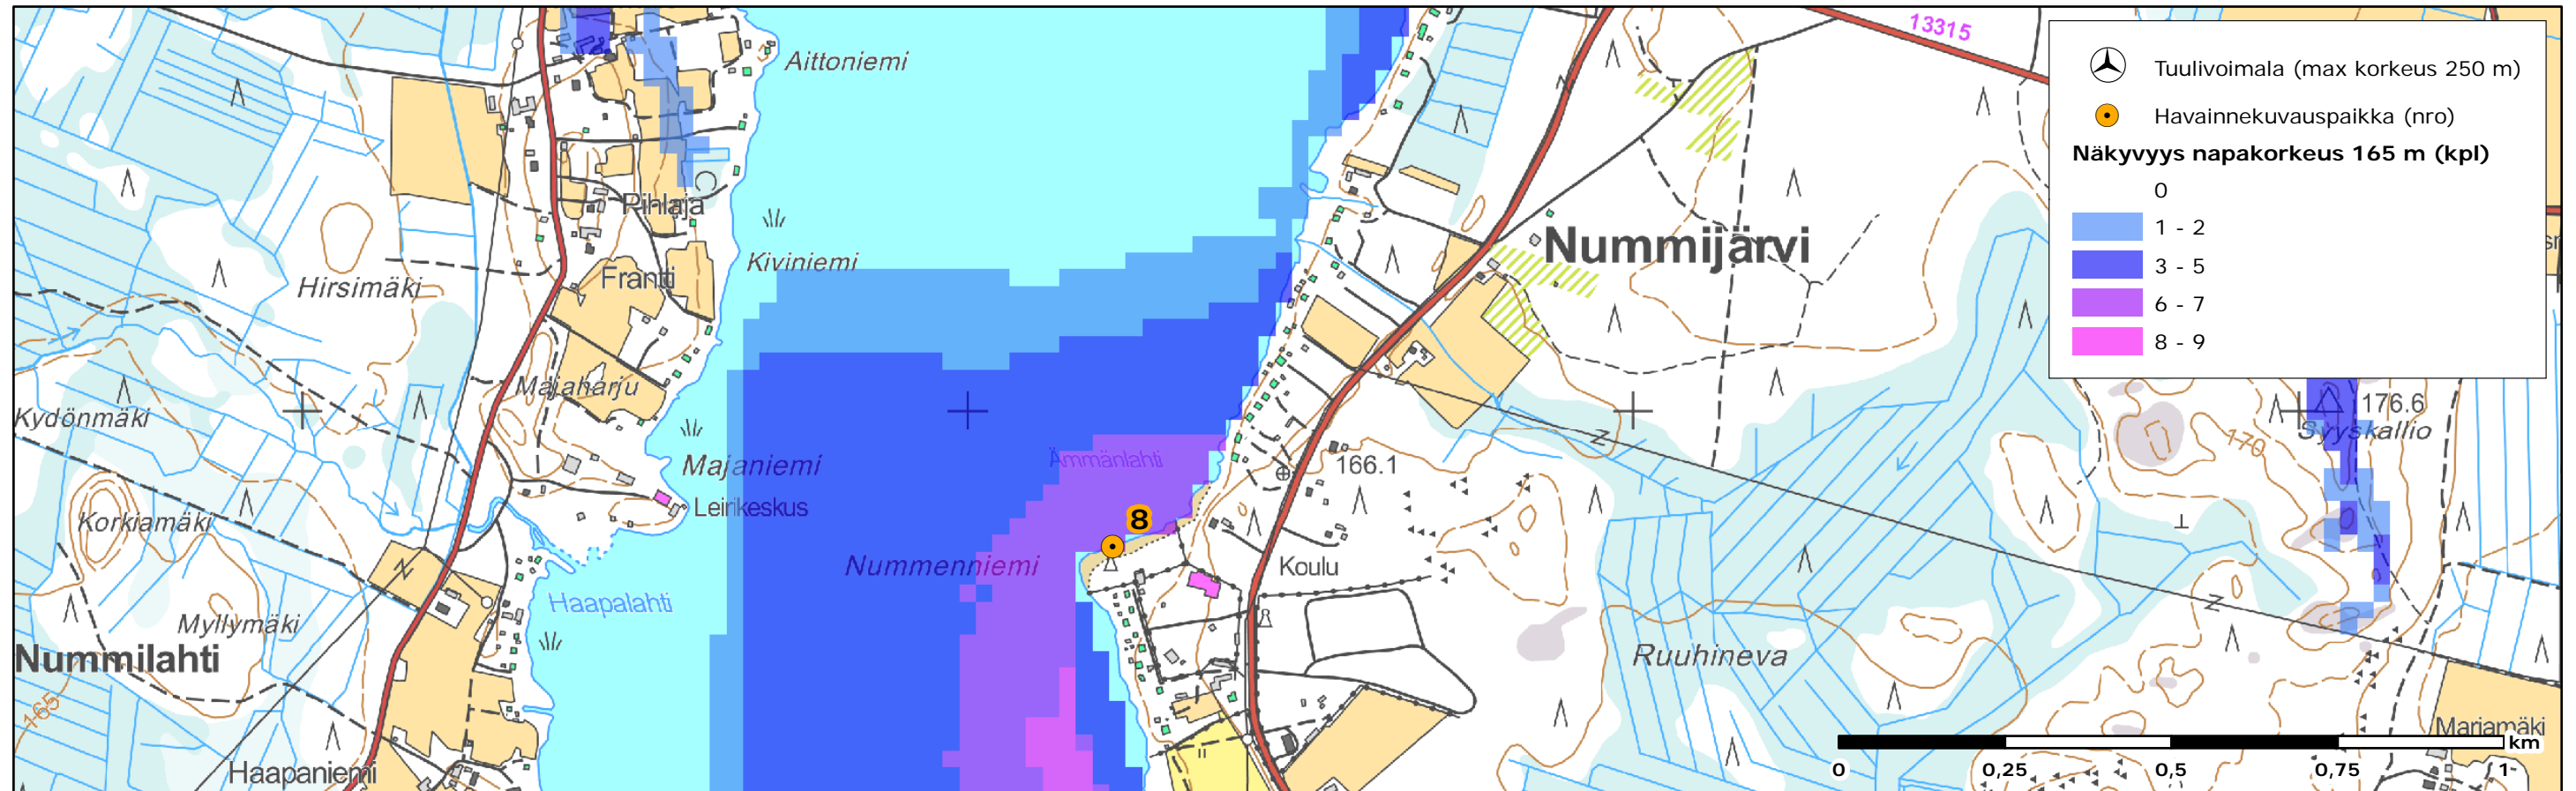 13315
Tuulivoimala (max korkeus 250 m)
Havainnekuvauspaikka (nro)
Näkyvyys napakorkeus 165 m (kpl)
0
1 - 2
3 - 5
6 - 7
8 - 9
Aittoniemi
Pihlaja
Kiviniemi
Nummijärvi
Hirsimäki
Frantti
Majaharju
Kydönmäki
176.6
Syyskallio
170
Majaniemi
Ämmänlahti
166.1
Leirikeskus
Korkiamäki
8
Nummenniemi
Koulu
Haapalahti
Myllymäki
Nummilahti
Ruuhineva
165
Marjamäki
km
Haapaniemi
0
0,25
0,5
0,75
1